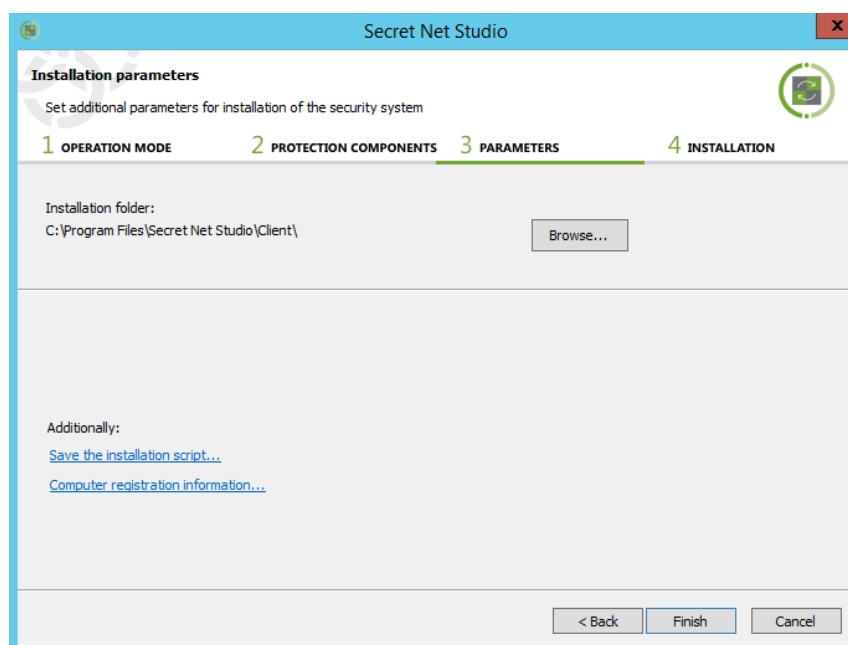 Secret Net Studio
x
Installation parameters
Set additional parameters for installation of the security system
1 OPERATION MODE 2 PROTECTION COMPONENTS 3 PARAMETERS 4 INSTALLATION
Installation folder:
C:\Program Files\Secret Net Studio\Client\
Browse...
Additionally:
Save the installation script...
Computer registration information...
< Back Finish Cancel